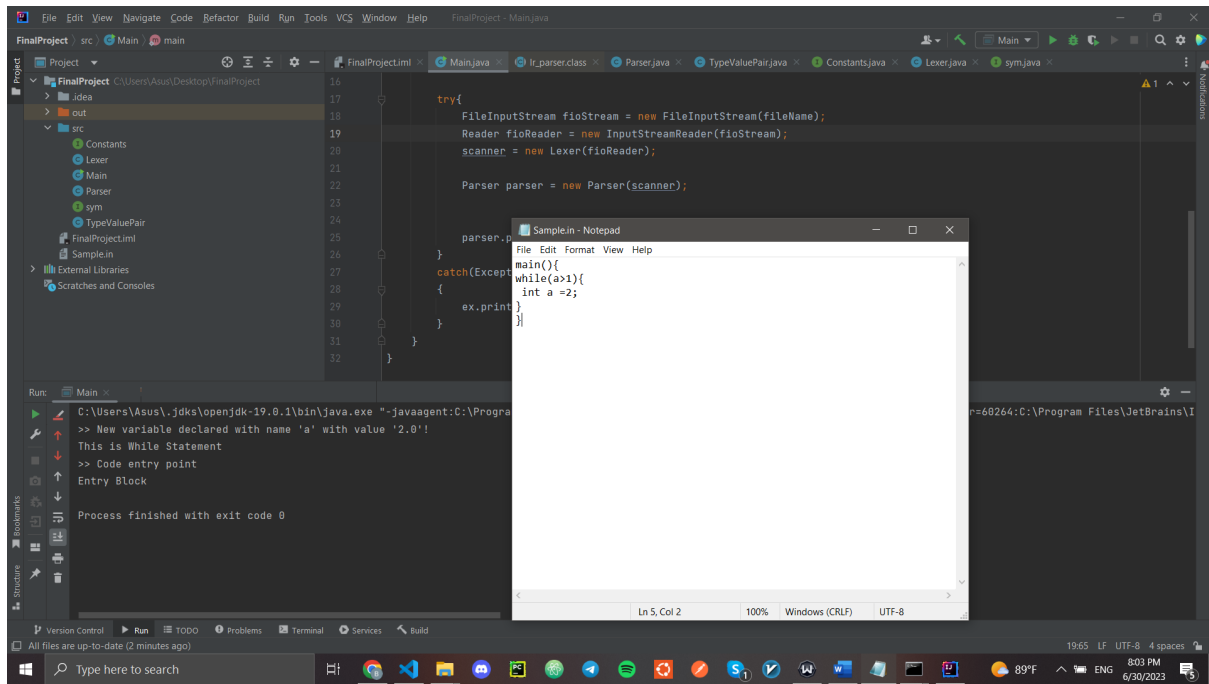 File Edit View Navigate Code Refactor Build Run Tools VCS Window Help FinalProject - Main.java
FinalProject src Main main
Main
Project
FinalProject.iml Main.java lr_parser.class Parser.java TypeValuePair.java Constants.java Lexer.java sym.java
Project
Notifications
FinalProject C:\Users\Asus\Desktop\FinalProject
.idea
out
src
Constants
Lexer
Main
Parser
sym
TypeValuePair
FinalProject.iml
Sample.in
External Libraries
Scratches and Consoles
1
16
17 try{
18 FileInputStream fioStream = new FileInputStream(fileName);
19 Reader fioReader = new InputStreamReader(fioStream);
20 scanner = new Lexer(fioReader);
21
22 Parser parser = new Parser(scanner);
23
24
25 parser.p
26 }
27 catch(Except
28 {
29 ex.print
30 }
31 }
32 }
Sample.in - Notepad
File Edit Format View Help
main(){
while(a>1){
int a =2;
}
}
Ln 5, Col 2 100% Windows (CRLF) UTF-8
Run: Main
C:\Users\Asus\.jdks\openjdk-19.0.1\bin\java.exe "-javaagent:C:\Progra
r=60264:C:\Program Files\JetBrains\I
>> New variable declared with name 'a' with value '2.0'!
This is While Statement
>> Code entry point
Entry Block
Process finished with exit code 0
Bookmarks
Structure
Version Control Run TODO Problems Terminal Services Build
All files are up-to-date (2 minutes ago)
19:65 LF UTF-8 4 spaces
Type here to search
89°F ENG
8:03 PM
6/30/2023
5